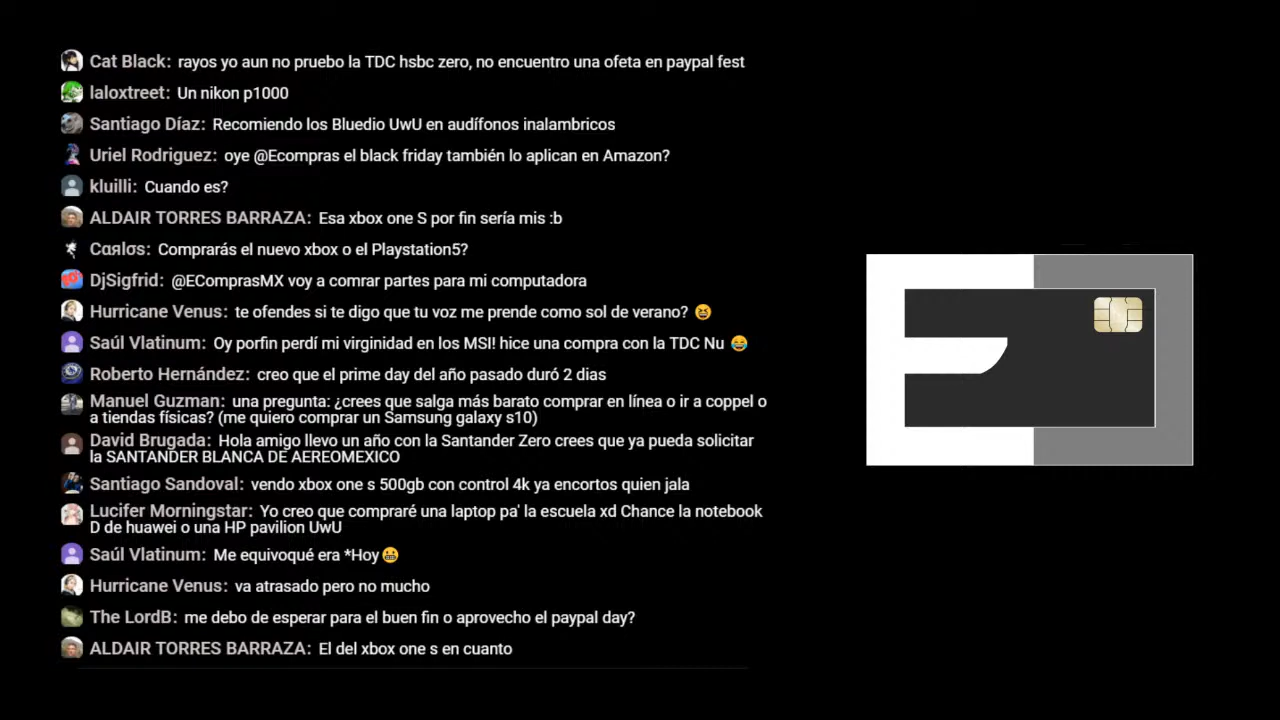 Cat Black: rayos yo aun no pruebo la TDC hsbc zero, no encuentro una ofeta en paypal fest
laloxtreet: Un nikon p1000
Santiago Díaz: Recomiendo los Bluedio UwU en audífonos inalambricos
Uriel Rodriguez: oye @Ecompras el black friday también lo aplican en Amazon?
kluilli: Cuando es?
ALDAIR TORRES BARRAZA: Esa xbox one S por fin sería mis :b
Cαяlσs: Comprarás el nuevo xbox o el Playstation5?
DjSigfrid: @EComprasMX voy a comrar partes para mi computadora
Hurricane Venus: te ofendes si te digo que tu voz me prende como sol de verano? 😆
Saúl Vlatinum: Oy porfin perdí mi virginidad en los MSI! hice una compra con la TDC Nu 😂
Roberto Hernández: creo que el prime day del año pasado duró 2 dias
Manuel Guzman: una pregunta: ¿crees que salga más barato comprar en línea o ir a coppel o
a tiendas físicas? (me quiero comprar un Samsung galaxy s10)
David Brugada: Hola amigo llevo un año con la Santander Zero crees que ya pueda solicitar
la SANTANDER BLANCA DE AEREOMEXICO
Santiago Sandoval: vendo xbox one s 500gb con control 4k ya encortos quien jala
Lucifer Morningstar: Yo creo que compraré una laptop pa' la escuela xd Chance la notebook
D de huawei o una HP pavilion UwU
Saúl Vlatinum: Me equivoqué era *Hoy😬
Hurricane Venus: va atrasado pero no mucho
The LordB: me debo de esperar para el buen fin o aprovecho el paypal day?
ALDAIR TORRES BARRAZA: El del xbox one s en cuanto